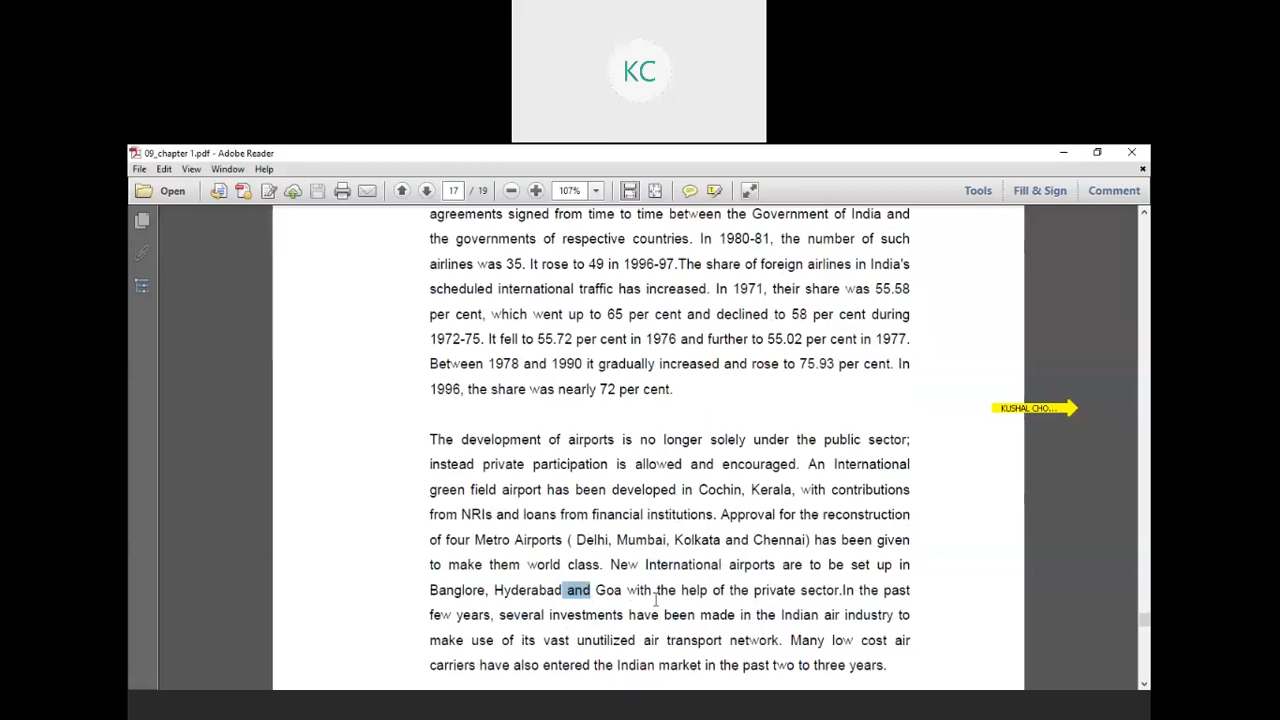 KC
09_chapter 1.pdf - Adobe Reader
File Edit View Window Help
Open 17 / 19 107% Tools Fill & Sign Comment
agreements signed from time to time between the Government of India and
the governments of respective countries. In 1980-81, the number of such
airlines was 35. It rose to 49 in 1996-97.The share of foreign airlines in India's
scheduled international traffic has increased. In 1971, their share was 55.58
per cent, which went up to 65 per cent and declined to 58 per cent during
1972-75. It fell to 55.72 per cent in 1976 and further to 55.02 per cent in 1977.
Between 1978 and 1990 it gradually increased and rose to 75.93 per cent. In
1996, the share was nearly 72 per cent.
KUSHAL CHO...
The development of airports is no longer solely under the public sector;
instead private participation is allowed and encouraged. An International
green field airport has been developed in Cochin, Kerala, with contributions
from NRIs and loans from financial institutions. Approval for the reconstruction
of four Metro Airports ( Delhi, Mumbai, Kolkata and Chennai) has been given
to make them world class. New International airports are to be set up in
Banglore, Hyderabad and Goa with the help of the private sector.In the past
few years, several investments have been made in the Indian air industry to
make use of its vast unutilized air transport network. Many low cost air
carriers have also entered the Indian market in the past two to three years.